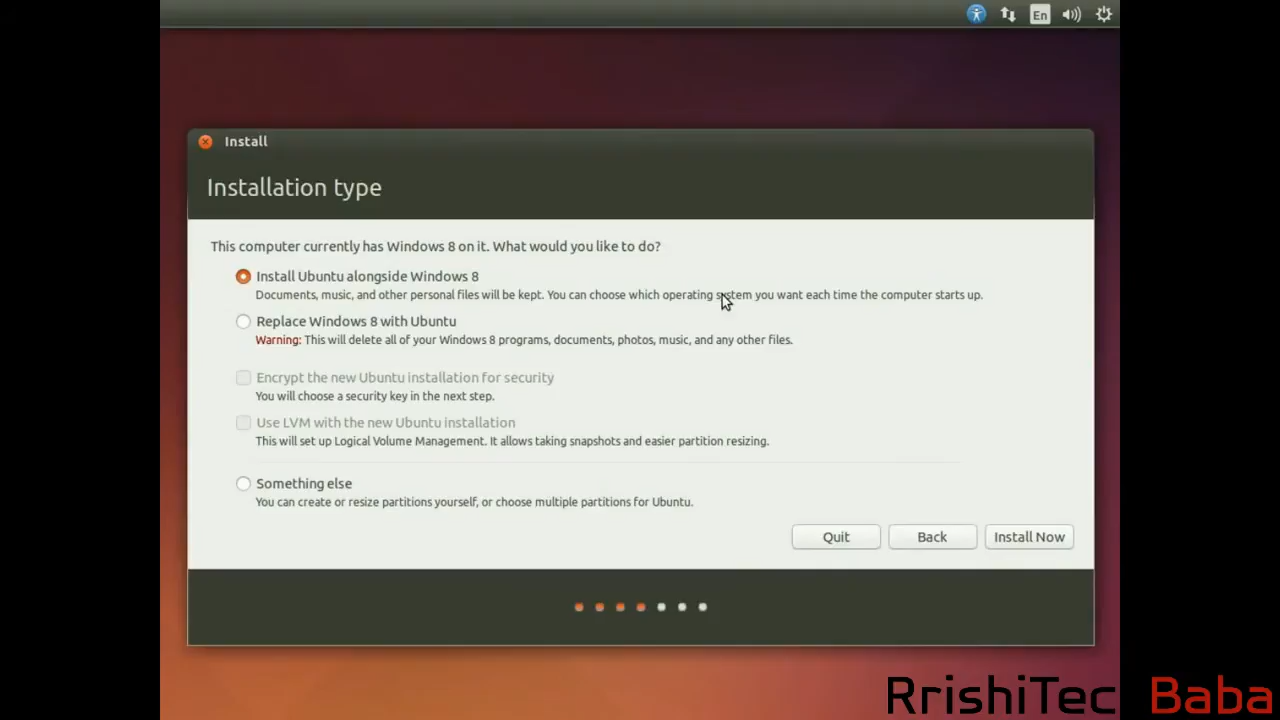 En
Install
Installation type
This computer currently has Windows 8 on it. What would you like to do?
Install Ubuntu alongside Windows 8
Documents, music, and other personal files will be kept. You can choose which operating system you want each time the computer starts up.
Replace Windows 8 with Ubuntu
Warning: This will delete all of your Windows 8 programs, documents, photos, music, and any other files.
Encrypt the new Ubuntu installation for security
You will choose a security key in the next step.
Use LVM with the new Ubuntu installation
This will set up Logical Volume Management. It allows taking snapshots and easier partition resizing.
Something else
You can create or resize partitions yourself, or choose multiple partitions for Ubuntu.
Quit Back Install Now
RrishiTec Baba